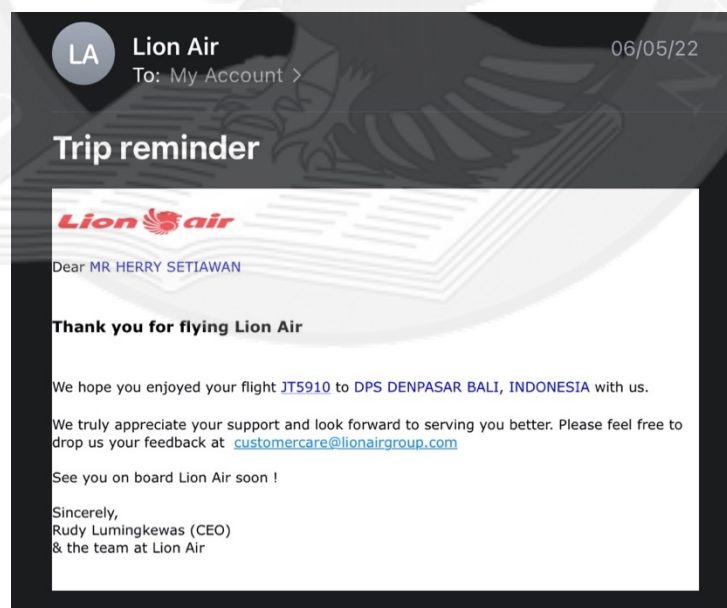 LA
Lion Air
06/05/22
To: My Account >
Trip reminder
Lion air
Dear MR HERRY SETIAWAN
Thank you for flying Lion Air
We hope you enjoyed your flight JT5910 to DPS DENPASAR BALI, INDONESIA with us.
We truly appreciate your support and look forward to serving you better. Please feel free to
drop us your feedback at customercare@lionairgroup.com
See you on board Lion Air soon !
Sincerely,
Rudy Lumingkewas (CEO)
& the team at Lion Air